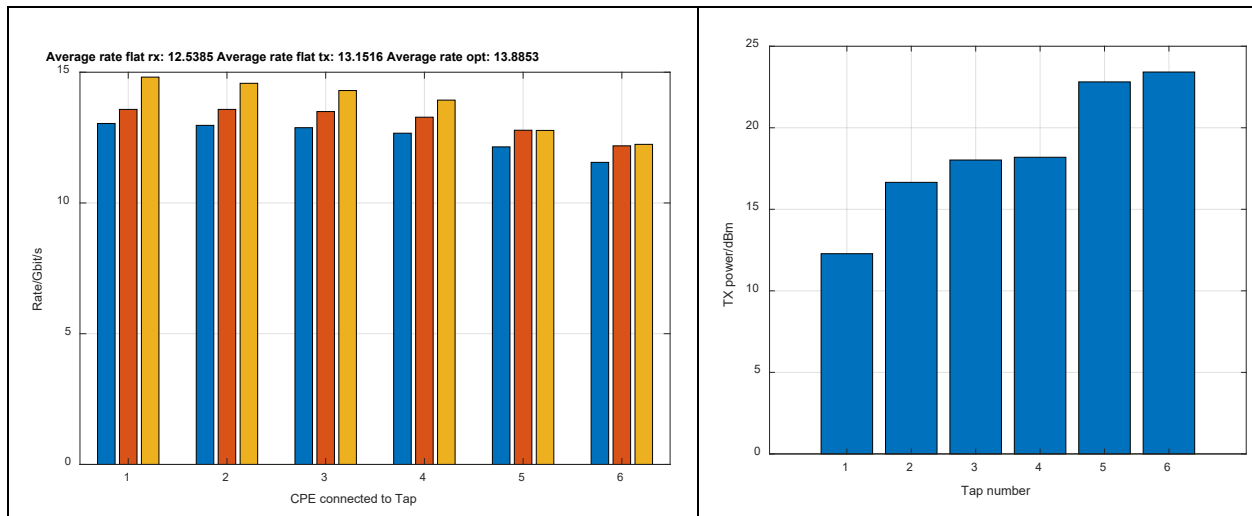 Average rate flat rx: 12.5385 Average rate flat tx: 13.1516 Average rate opt: 13.8853
15
10
5
0
Rate/Gbit/s
1 2 3 4 5 6
CPE connected to Tap
25
20
15
10
5
0
TX power/dBm
1 2 3 4 5 6
Tap number